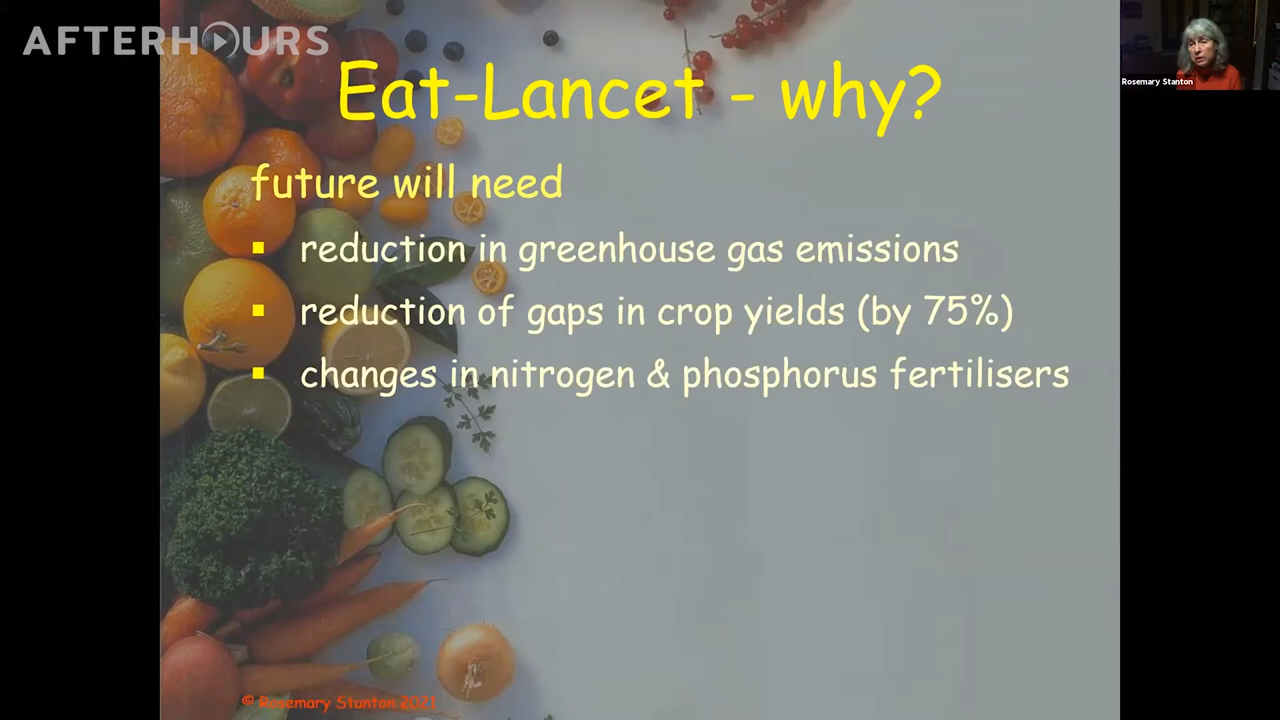 AFTERHOURS
Eat-Lancet - why?
Rosemary Stanton
future will need
reduction in greenhouse gas emissions
reduction of gaps in crop yields (by 75%)
changes in nitrogen & phosphorus fertilisers
© Rosemary Stanton 2021